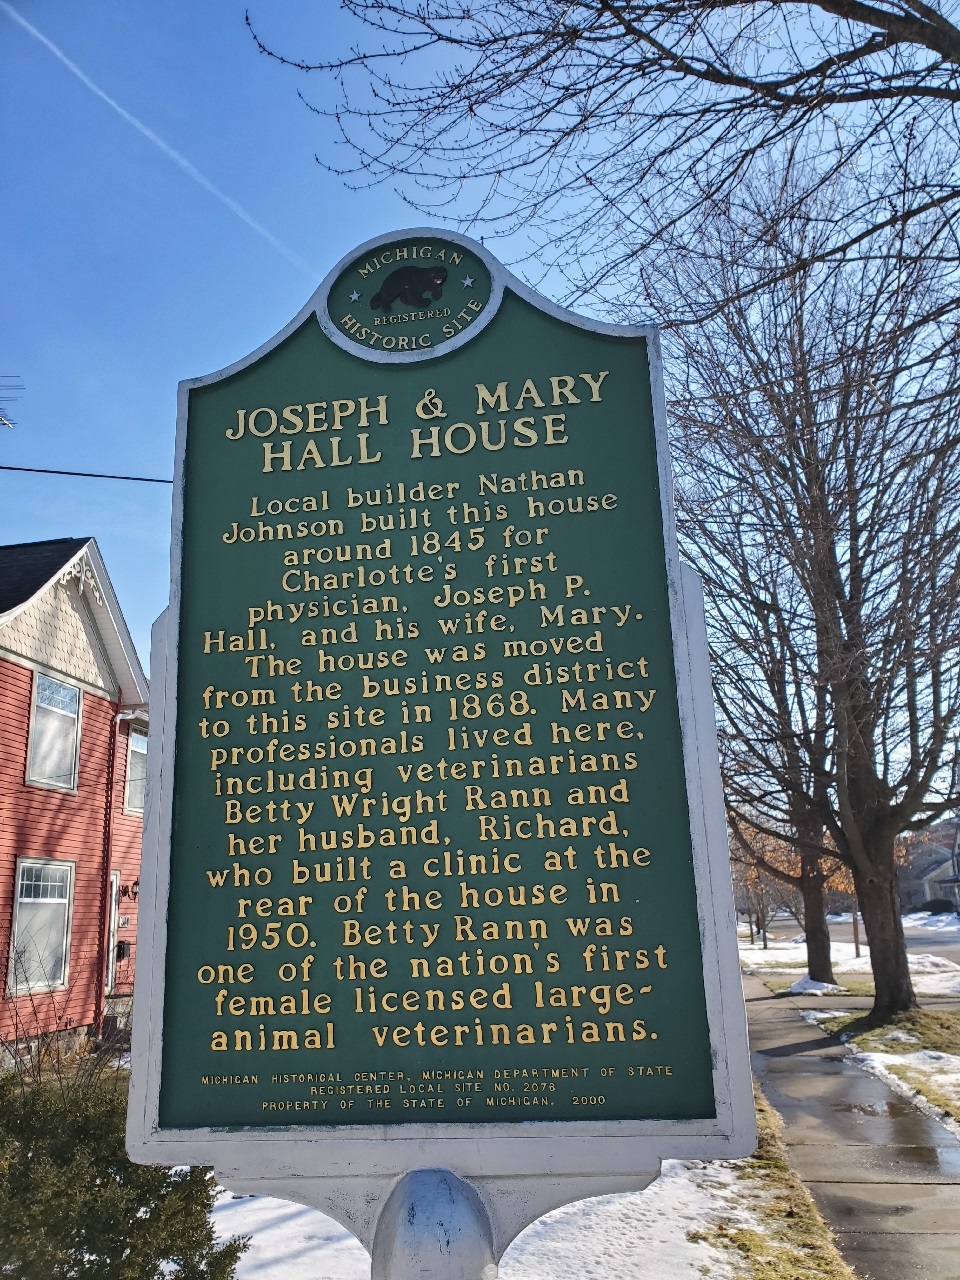 MICHIGAN
REGISTERED
HISTORIC SITE
JOSEPH & MARY
HALL HOUSE
Local builder Nathan
Johnson built this house
around 1845 for
Charlotte's first
physician, Joseph P.
Hall, and his wife, Mary.
The house was moved
from the business district
to this site in 1868. Many
professionals lived here,
including veterinarians
Betty Wright Rann and
her husband, Richard,
who built a clinic at the
rear of the house in
1950. Betty Rann was
one of the nation's first
female licensed large-
animal veterinarians.
MICHIGAN HISTORICAL CENTER, MICHIGAN DEPARTMENT OF STATE
REGISTERED LOCAL SITE NO. 2076
PROPERTY OF THE STATE OF MICHIGAN, 2000